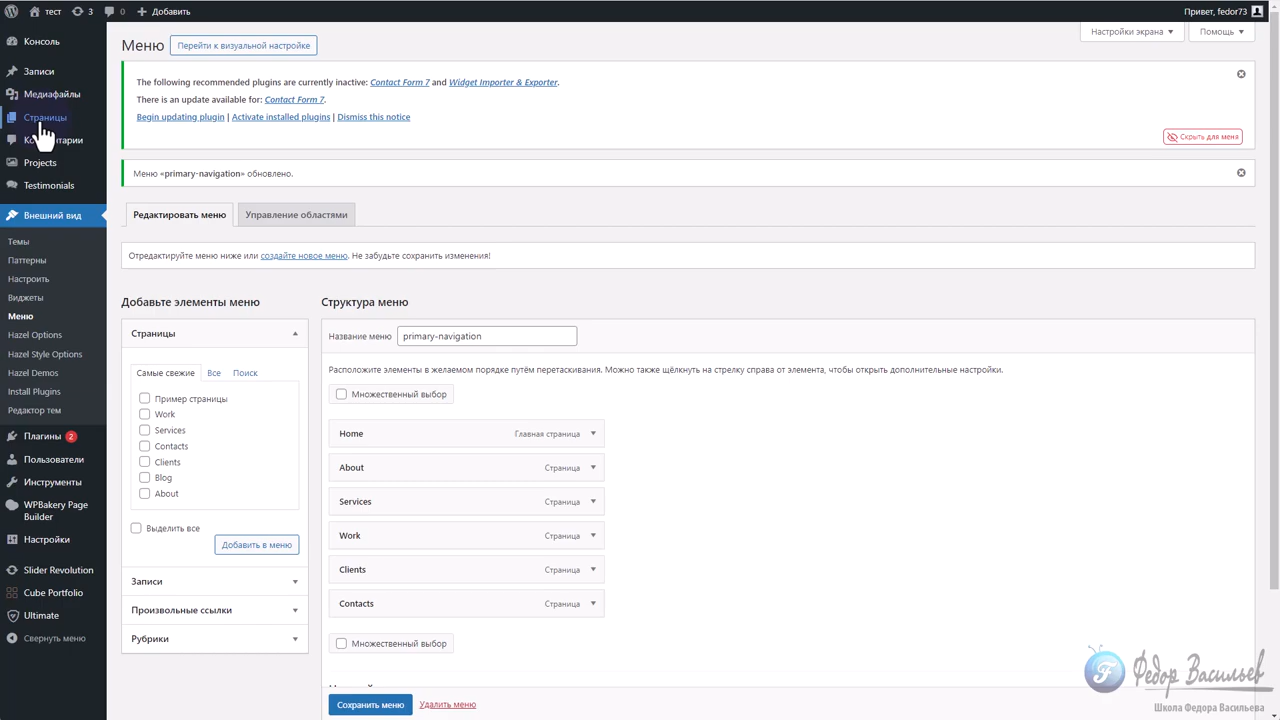 тест
3
0
Добавить
Привет, fedor73
Консоль
Записи
Медиафайлы
Страницы
Projects
Testimonials
Внешний вид
Темы
Паттерны
Настроить
Виджеты
Меню
Hazel Options
Hazel Style Options
Hazel Demos
Install Plugins
Редактор тем
Плагины 2
Пользователи
Инструменты
WPBakery Page
Builder
Настройки
Slider Revolution
Cube Portfolio
Ultimate
Свернуть меню
Меню
Перейти к визуальной настройке
Настройки экрана
Помощь
The following recommended plugins are currently inactive: Contact Form 7 and Widget Importer & Exporter.
There is an update available for: Contact Form 7.
Begin updating plugin | Activate installed plugins | Dismiss this notice
Скрыть для меня
Меню «primary-navigation» обновлено.
Редактировать меню
Управление областями
Отредактируйте меню ниже или создайте новое меню. Не забудьте сохранить изменения!
Добавьте элементы меню
Страницы
Самые свежие
Все
Поиск
Пример страницы
Work
Services
Contacts
Clients
Blog
About
Выделить все
Добавить в меню
Записи
Произвольные ссылки
Рубрики
Структура меню
Название меню
primary-navigation
Расположите элементы в желаемом порядке путём перетаскивания. Можно также щёлкнуть на стрелку справа от элемента, чтобы открыть дополнительные настройки.
Множественный выбор
Home Главная страница
About Страница
Services Страница
Work Страница
Clients Страница
Contacts Страница
Множественный выбор
Сохранить меню
Удалить меню
Федор Васильев
Школа Федора Васильева